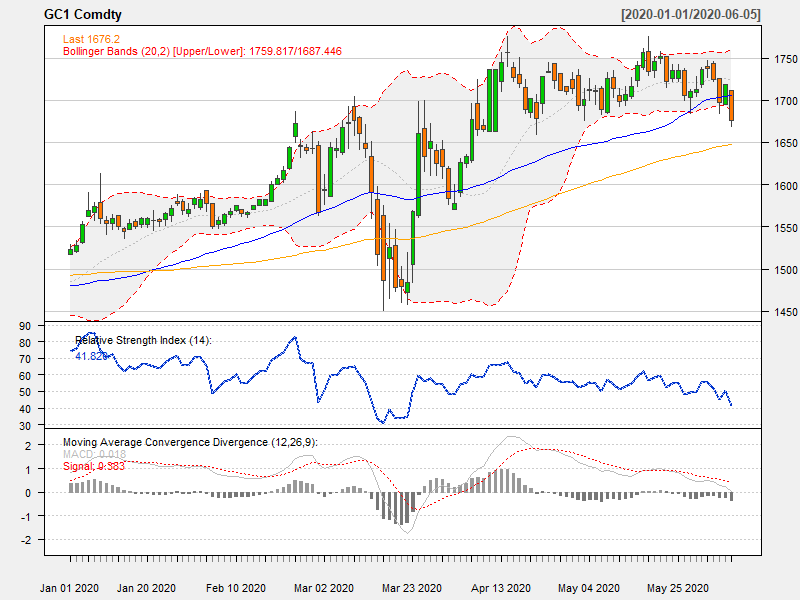 GC1 Comdty [2020-01-01/2020-06-05]
Last 1676.2
Bollinger Bands (20,2) [Upper/Lower]: 1759.817/1687.446
1750
1700
1650
1600
1550
1500
1450
Relative Strength Index (14):
41.820
90
80
70
60
50
40
30
Moving Average Convergence Divergence (12,26,9):
MACD: 0.018
Signal: 0.383
2
1
0
-1
-2
Jan 01 2020 Jan 20 2020 Feb 10 2020 Mar 02 2020 Mar 23 2020 Apr 13 2020 May 04 2020 May 25 2020